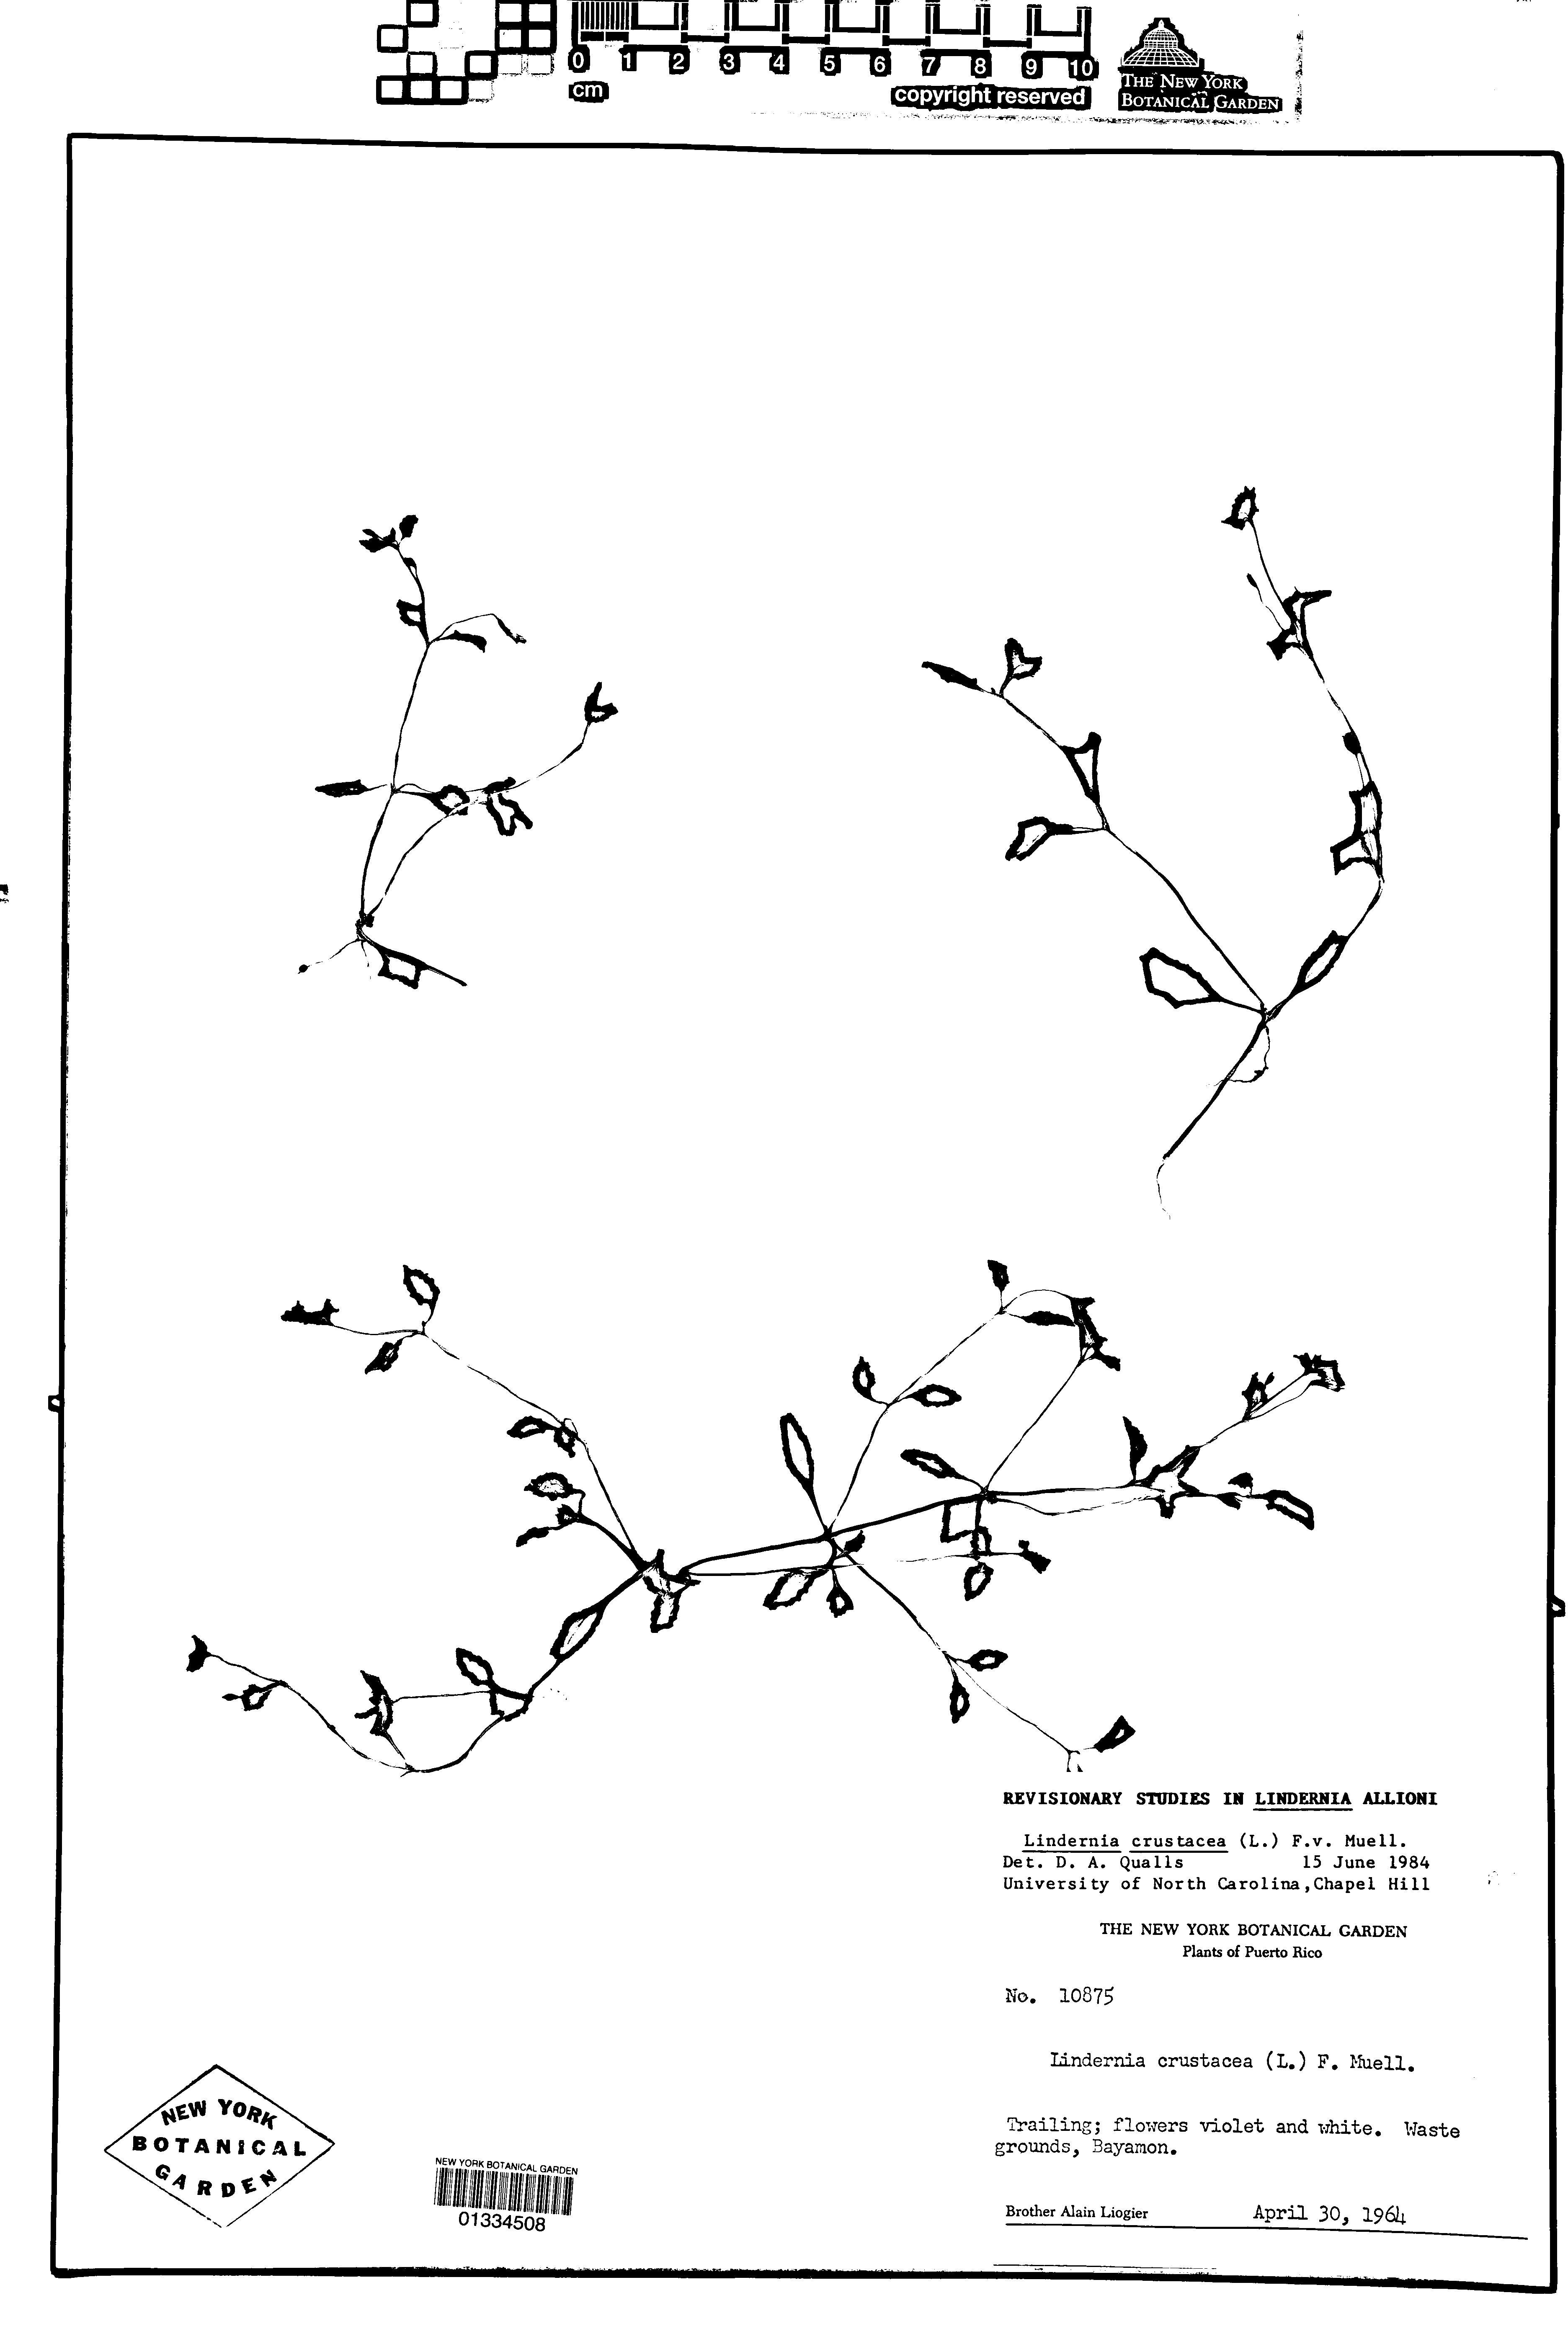 0 1 2 3 4 5 6 7 8 9 10
cm
copyright reserved
THE NEW YORK
BOTANICAL GARDEN
REVISIONARY STUDIES IN LINDERNIA ALLIONI
Lindernia crustacea (L.) F.v. Muell.
Det. D. A. Qualls 15 June 1984
University of North Carolina, Chapel Hill
THE NEW YORK BOTANICAL GARDEN
Plants of Puerto Rico
No. 10875
Lindernia crustacea (L.) F. Muell.
Trailing; flowers violet and white. Waste
grounds, Bayamon.
Brother Alain Liogier April 30, 1964
NEW YORK
BOTANICAL
GARDEN
NEW YORK BOTANICAL GARDEN
01334508